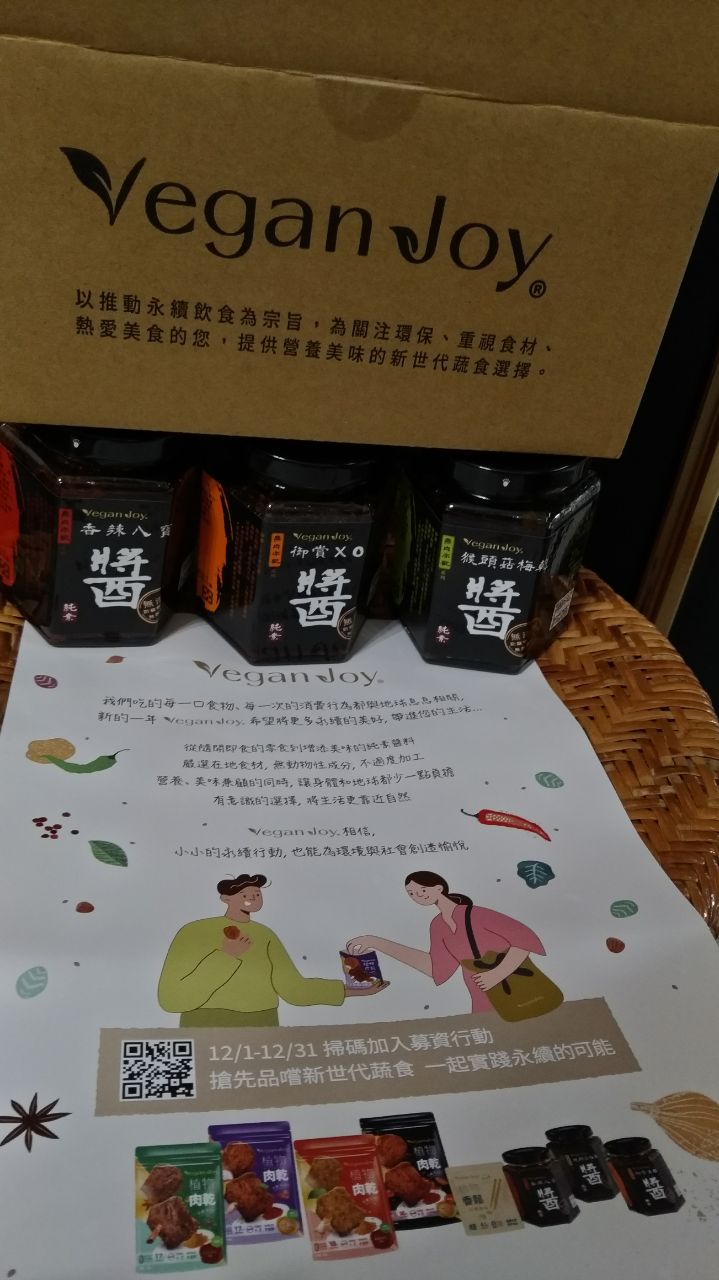 Vegan Joy®
以推動永續飲食為宗旨，為關注環保、重視食材、
熱愛美食的您，提供營養美味的新世代蔬食選擇。
Vegan Joy.
香辣八寶
醬
純素
Vegan Joy.
御賞XO
醬
純素
Vegan Joy.
猴頭菇梅乾
醬
純素
Vegan Joy.
我們吃的每一口食物、每一次的消費行為都與地球息息相關,
新的一年 Vegan Joy. 希望將更多永續的美好, 帶進您的生活...
從隨開即食的零食到增添美味的純素醬料
嚴選在地食材, 無動物性成分, 不過度加工
營養、美味兼顧的同時, 讓身體和地球都少一點負擔
有意識的選擇, 將生活更靠近自然
Vegan Joy. 相信,
小小的永續行動, 也能為環境與社會創造愉悅
12/1-12/31 掃碼加入募資行動
搶先品嚐新世代蔬食 一起實踐永續的可能
植物
肉乾
植物
肉乾
植物
肉乾
植物
肉乾
醬
醬
醬